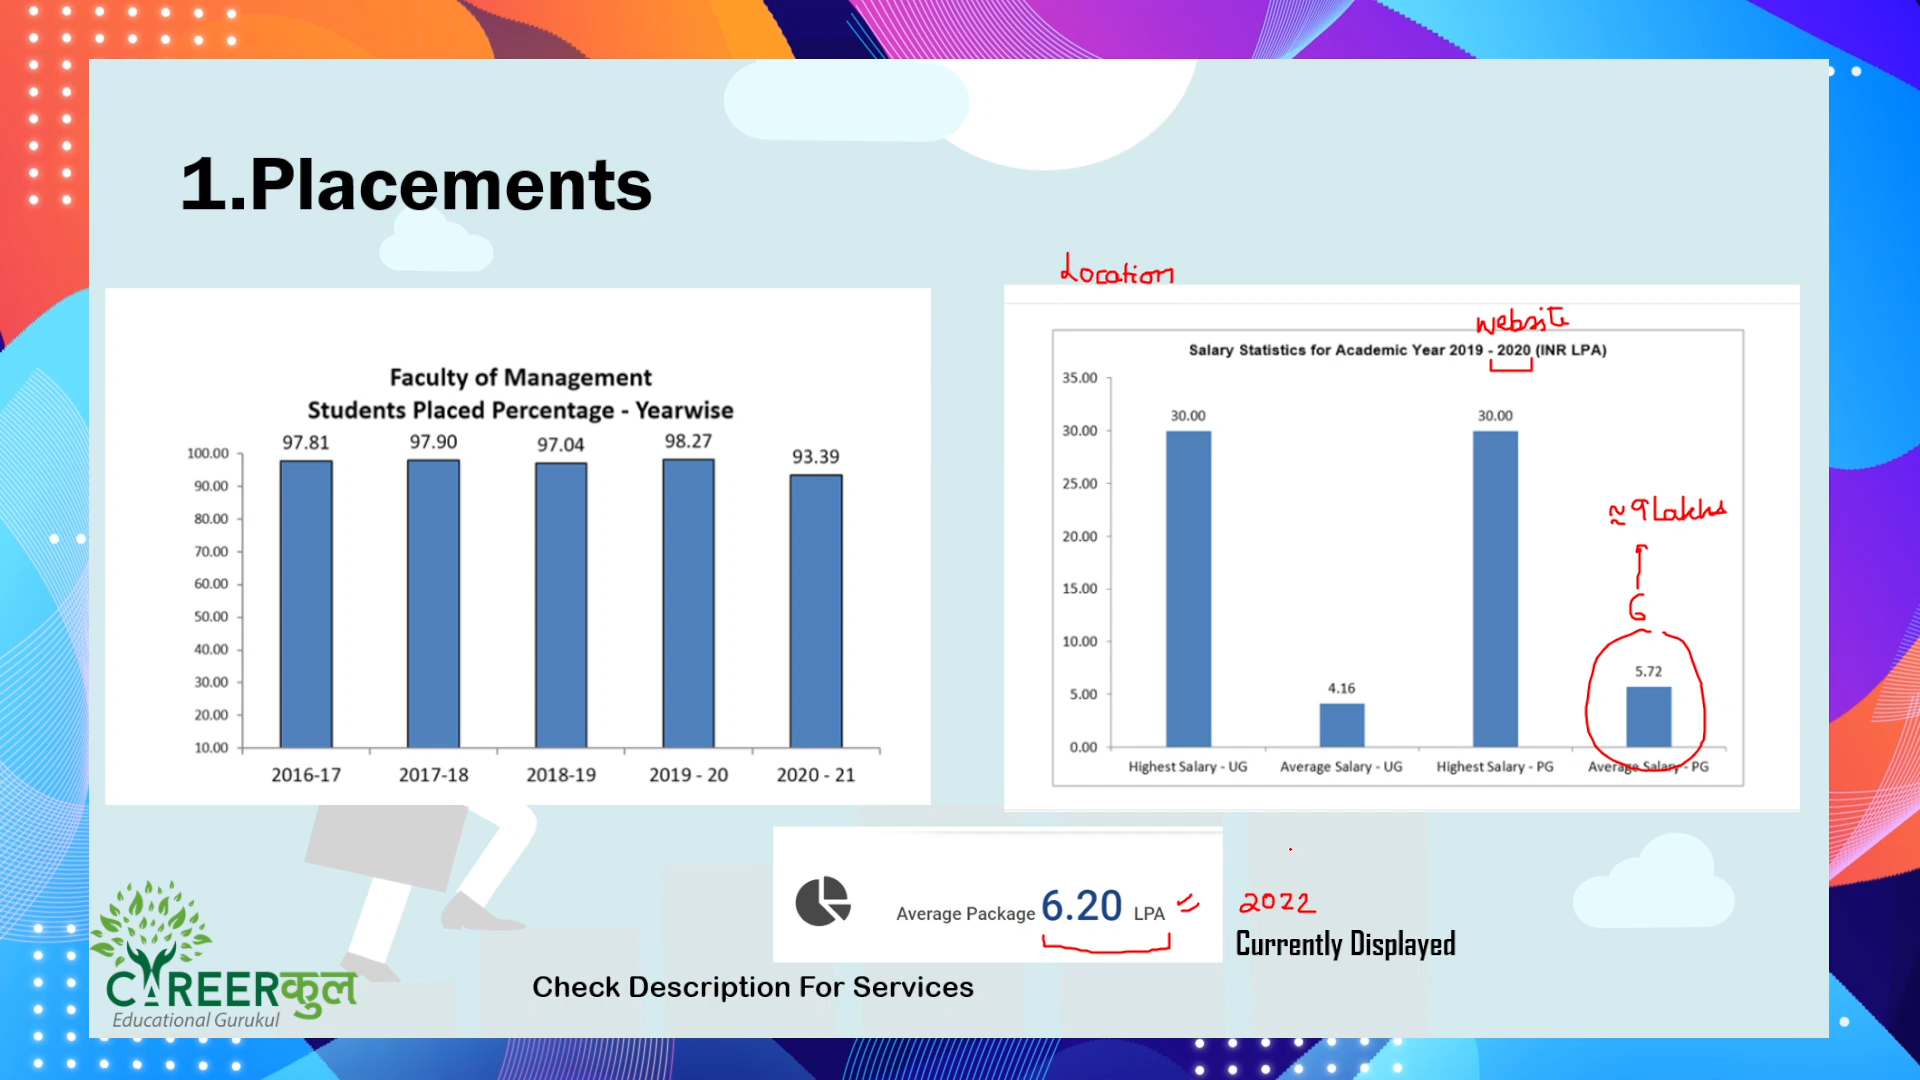 1.Placements
Faculty of Management
Students Placed Percentage - Yearwise
97.81 97.90 97.04 98.27 93.39
100.00
90.00
80.00
70.00
60.00
50.00
40.00
30.00
20.00
10.00
2016-17 2017-18 2018-19 2019 - 20 2020 - 21
Location
website
Salary Statistics for Academic Year 2019 - 2020 (INR LPA)
35.00
30.00
25.00
20.00
15.00
10.00
5.00
0.00
30.00 4.16 30.00 5.72
≈ 9 Lakhs
6
Highest Salary - UG Average Salary - UG Highest Salary - PG Average Salary - PG
Average Package 6.20 LPA
2022
Currently Displayed
CAREERकुल
Educational Gurukul
Check Description For Services